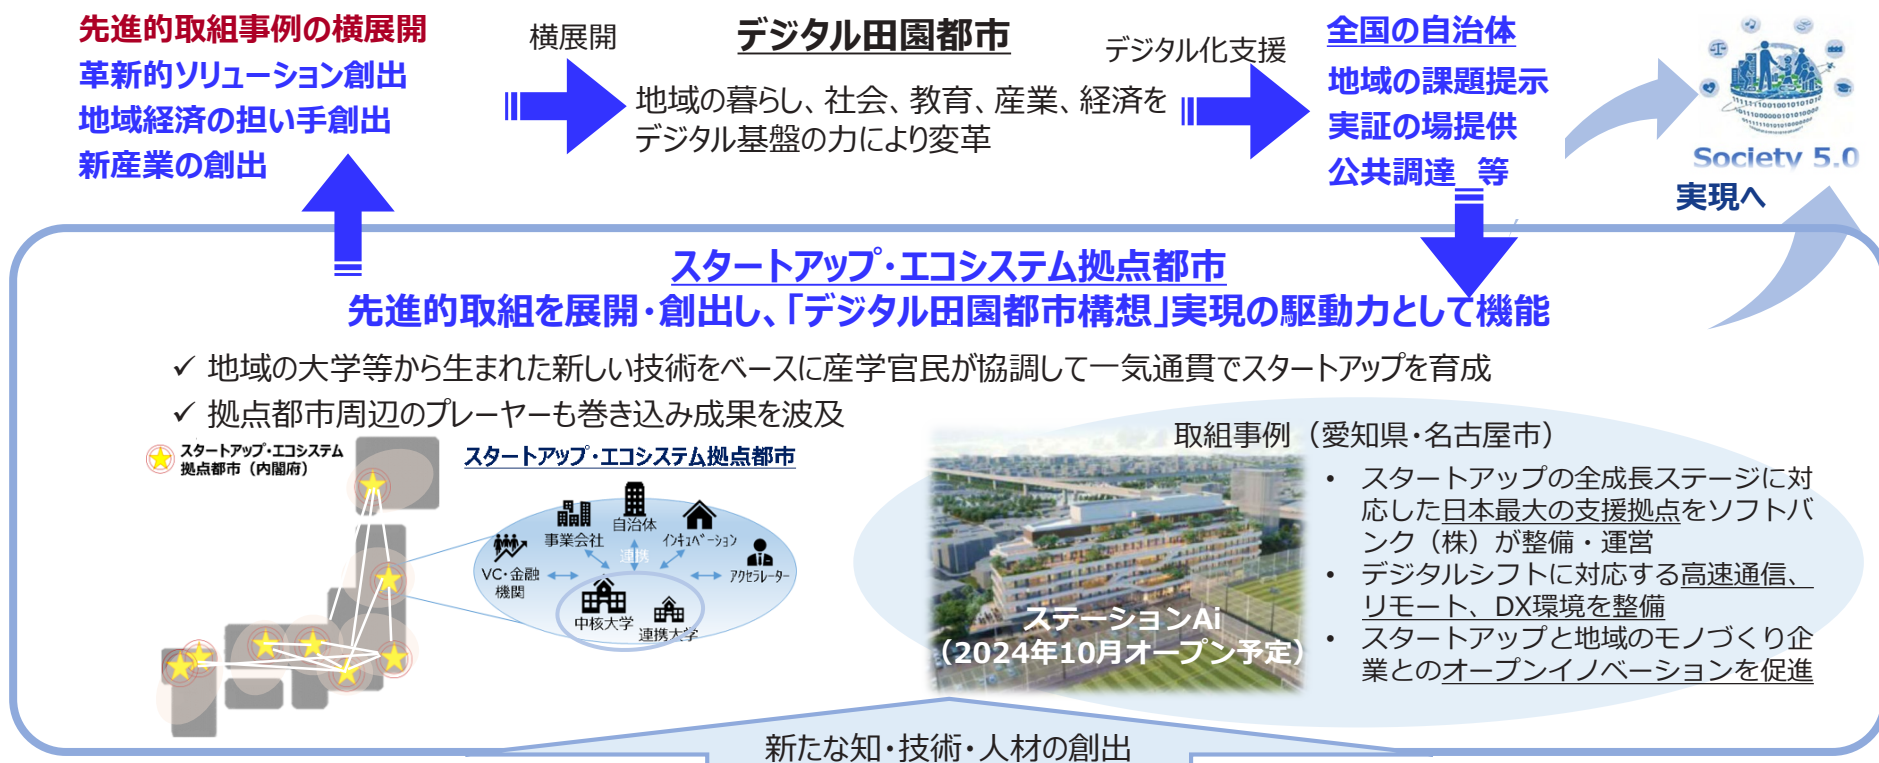 先進的取組事例の横展開
革新的ソリューション創出
地域経済の担い手創出
新産業の創出
横展開
デジタル田園都市
地域の暮らし、社会、教育、産業、経済を
デジタル基盤の力により変革
デジタル化支援
全国の自治体
地域の課題提示
実証の場提供
公共調達 等
Society 5.0
実現へ
スタートアップ・エコシステム拠点都市
先進的取組を展開・創出し、「デジタル田園都市構想」実現の駆動力として機能
✓ 地域の大学等から生まれた新しい技術をベースに産学官民が協調して一気通貫でスタートアップを育成
✓ 拠点都市周辺のプレーヤーも巻き込み成果を波及
スタートアップ・エコシステム
拠点都市（内閣府）
スタートアップ・エコシステム拠点都市
事業会社
自治体
ｲﾝｷｭﾍﾞｰｼｮﾝ
VC・金融
機関
連携
ｱｸｾﾗﾚｰﾀｰ
中核大学
連携大学
取組事例（愛知県・名古屋市）
• スタートアップの全成長ステージに対
応した日本最大の支援拠点をソフトバ
ンク（株）が整備・運営
• デジタルシフトに対応する高速通信、
リモート、DX環境を整備
• スタートアップと地域のモノづくり企
業とのオープンイノベーションを促進
ステーションAi
（2024年10月オープン予定）
新たな知・技術・人材の創出